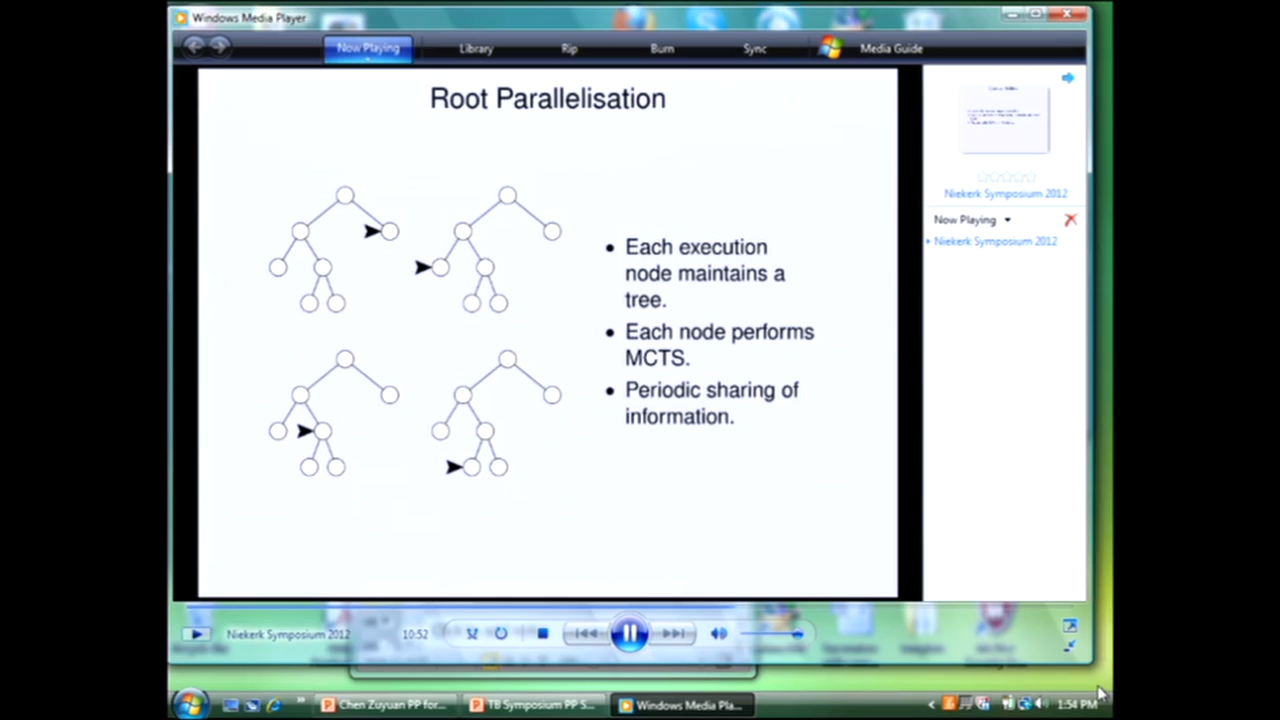 Windows Media Player
Now Playing
Library
Rip
Burn
Sync
Media Guide
Root Parallelisation
• Each execution
node maintains a
tree.
• Each node performs
MCTS.
• Periodic sharing of
information.
Niekerk Symposium 2012
Now Playing
Niekerk Symposium 2012
Niekerk Symposium 2012
10:52
Chen Zuyuan PP for...
TB Symposium PP S...
Windows Media Pla...
1:54 PM